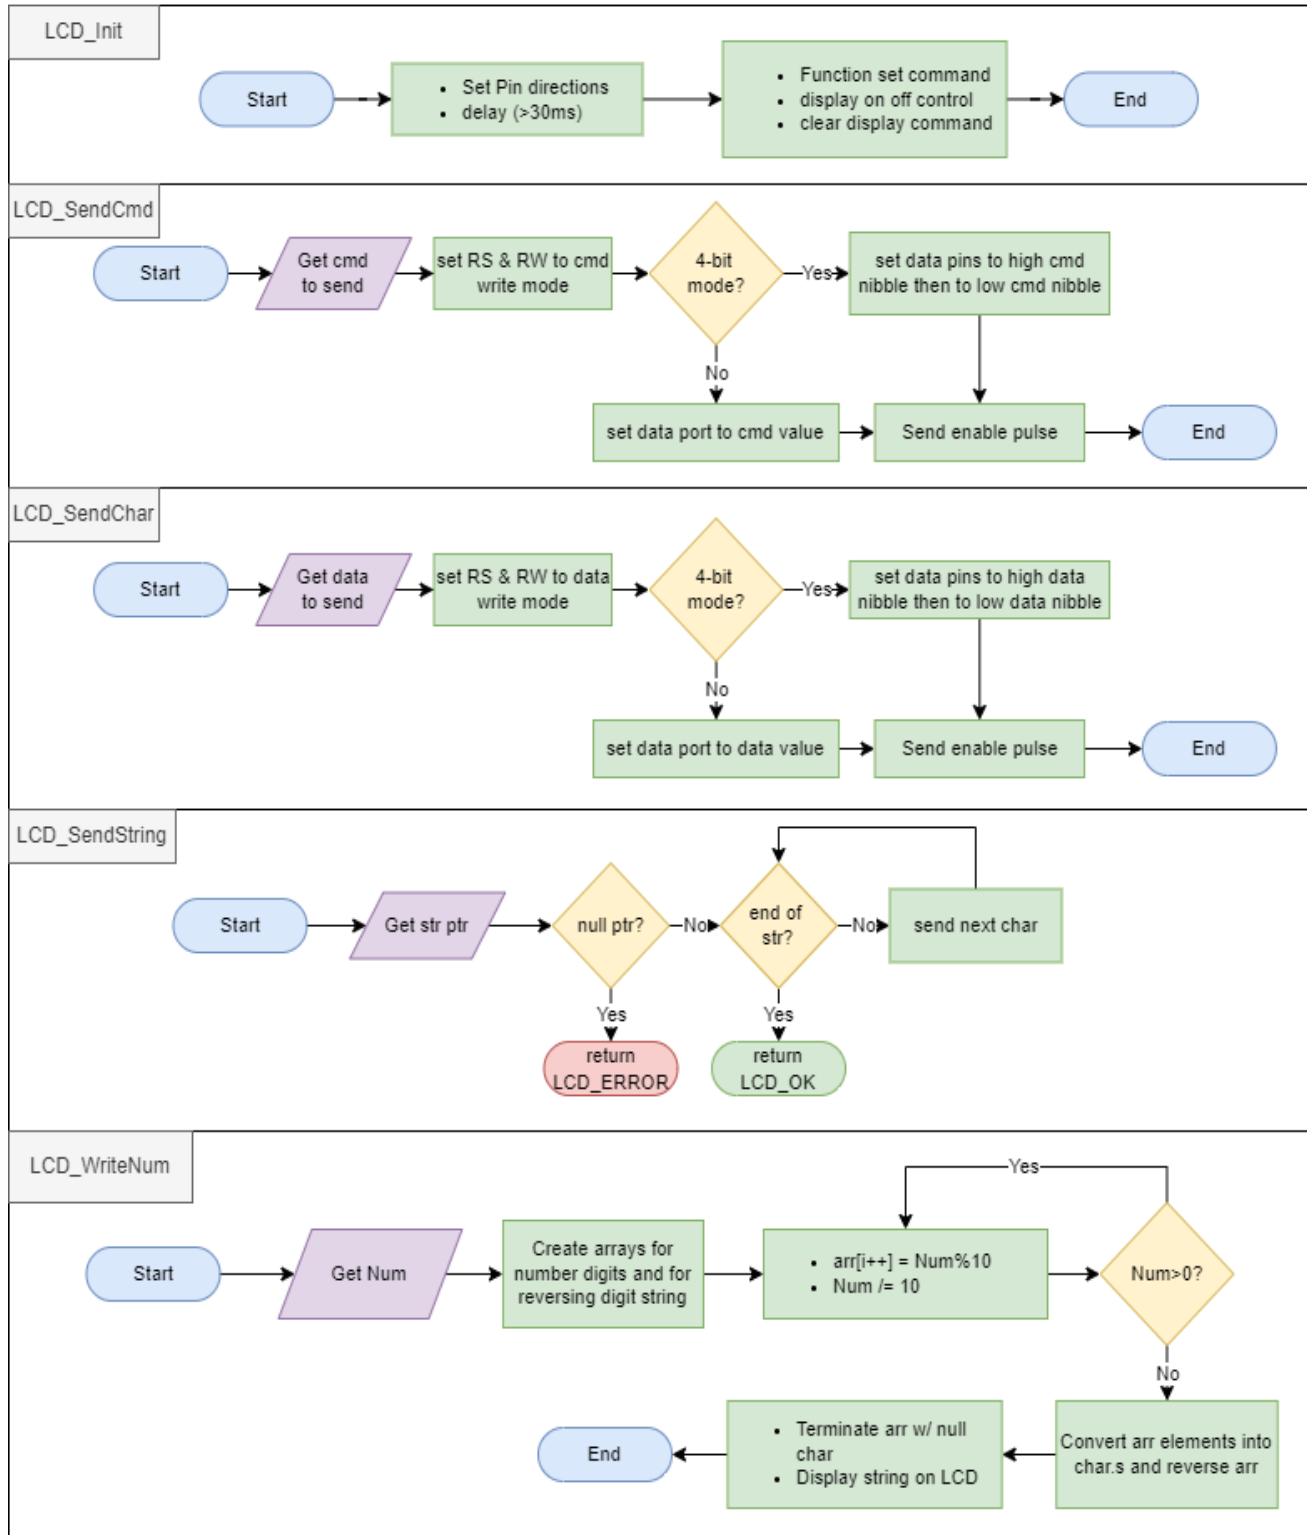 LCD_Init
Start
• Set Pin directions
• delay (>30ms)
• Function set command
• display on off control
• clear display command
End
LCD_SendCmd
Start
Get cmd
to send
set RS & RW to cmd
write mode
4-bit
mode?
Yes
set data pins to high cmd
nibble then to low cmd nibble
No
set data port to cmd value
Send enable pulse
End
LCD_SendChar
Start
Get data
to send
set RS & RW to data
write mode
4-bit
mode?
Yes
set data pins to high data
nibble then to low data nibble
No
set data port to data value
Send enable pulse
End
LCD_SendString
Start
Get str ptr
null ptr?
No
end of
str?
No
send next char
Yes
return
LCD_ERROR
Yes
return
LCD_OK
LCD_WriteNum
Start
Get Num
Create arrays for
number digits and for
reversing digit string
• arr[i++] = Num%10
• Num /= 10
Yes
Num>0?
No
Convert arr elements into
char.s and reverse arr
• Terminate arr w/ null
char
• Display string on LCD
End